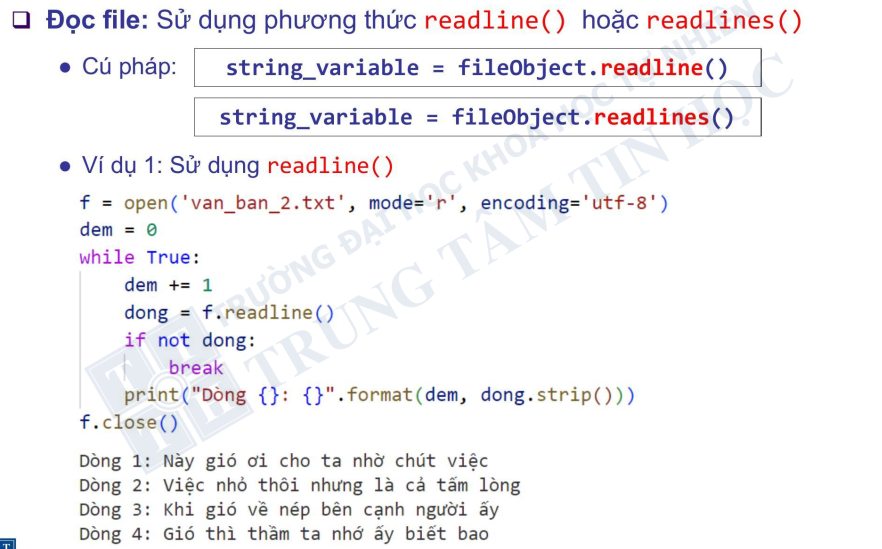 ❑ Đọc file: Sử dụng phương thức readline() hoặc readlines()
● Cú pháp: string_variable = fileObject.readline()
string_variable = fileObject.readlines()
● Ví dụ 1: Sử dụng readline()
f = open('van_ban_2.txt', mode='r', encoding='utf-8')
dem = 0
while True:
    dem += 1
    dong = f.readline()
    if not dong:
        break
    print("Dòng {}: {}".format(dem, dong.strip()))
f.close()
Dòng 1: Này gió ơi cho ta nhờ chút việc
Dòng 2: Việc nhỏ thôi nhưng là cả tấm lòng
Dòng 3: Khi gió về nép bên cạnh người ấy
Dòng 4: Gió thì thầm ta nhớ ấy biết bao
TRƯỜNG ĐẠI HỌC KHOA HỌC TỰ NHIÊN
TRUNG TÂM TIN HỌC
T